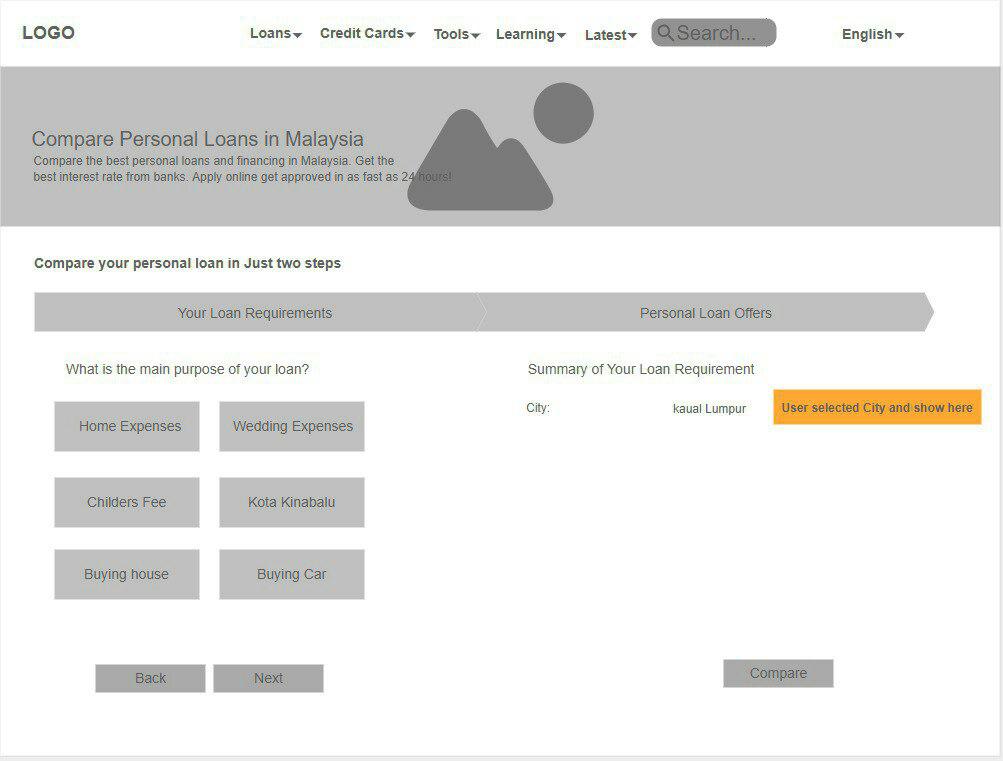 LOGO
Loans
Credit Cards
Tools
Learning
Latest
Search...
English
Compare Personal Loans in Malaysia
Compare the best personal loans and financing in Malaysia. Get the
best interest rate from banks. Apply online get approved in as fast as 24 hours!
Compare your personal loan in Just two steps
Your Loan Requirements
Personal Loan Offers
What is the main purpose of your loan?
Home Expenses
Wedding Expenses
Childers Fee
Kota Kinabalu
Buying house
Buying Car
Back
Next
Summary of Your Loan Requirement
City:
kaual Lumpur
User selected City and show here
Compare